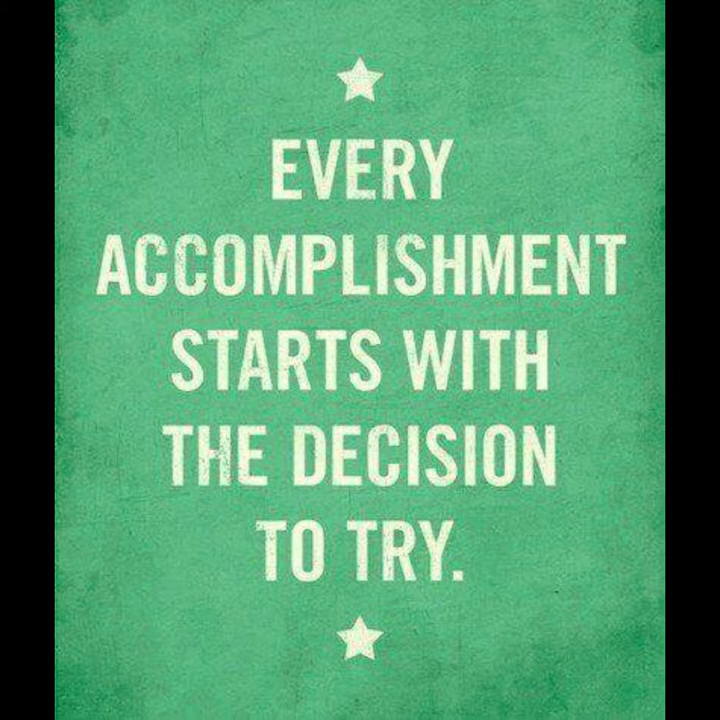 EVERY
ACCOMPLISHMENT
STARTS WITH
THE DECISION
TO TRY.